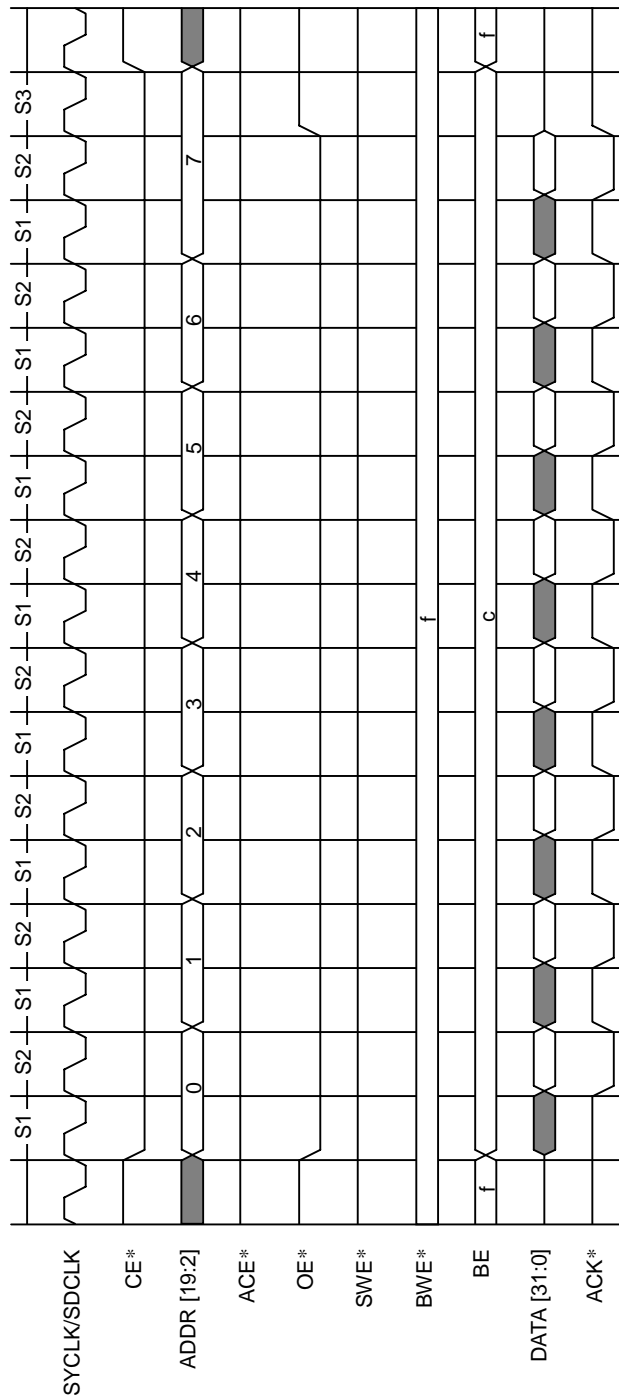 S1 S2 S1 S2 S1 S2 S1 S2 S1 S2 S1 S2 S1 S2 S1 S2 S3
SYCLK/SDCLK
CE*
ADDR [19:2] 0 1 2 3 4 5 6 7
ACE*
OE*
SWE*
BWE* f
BE f c f
DATA [31:0]
ACK*